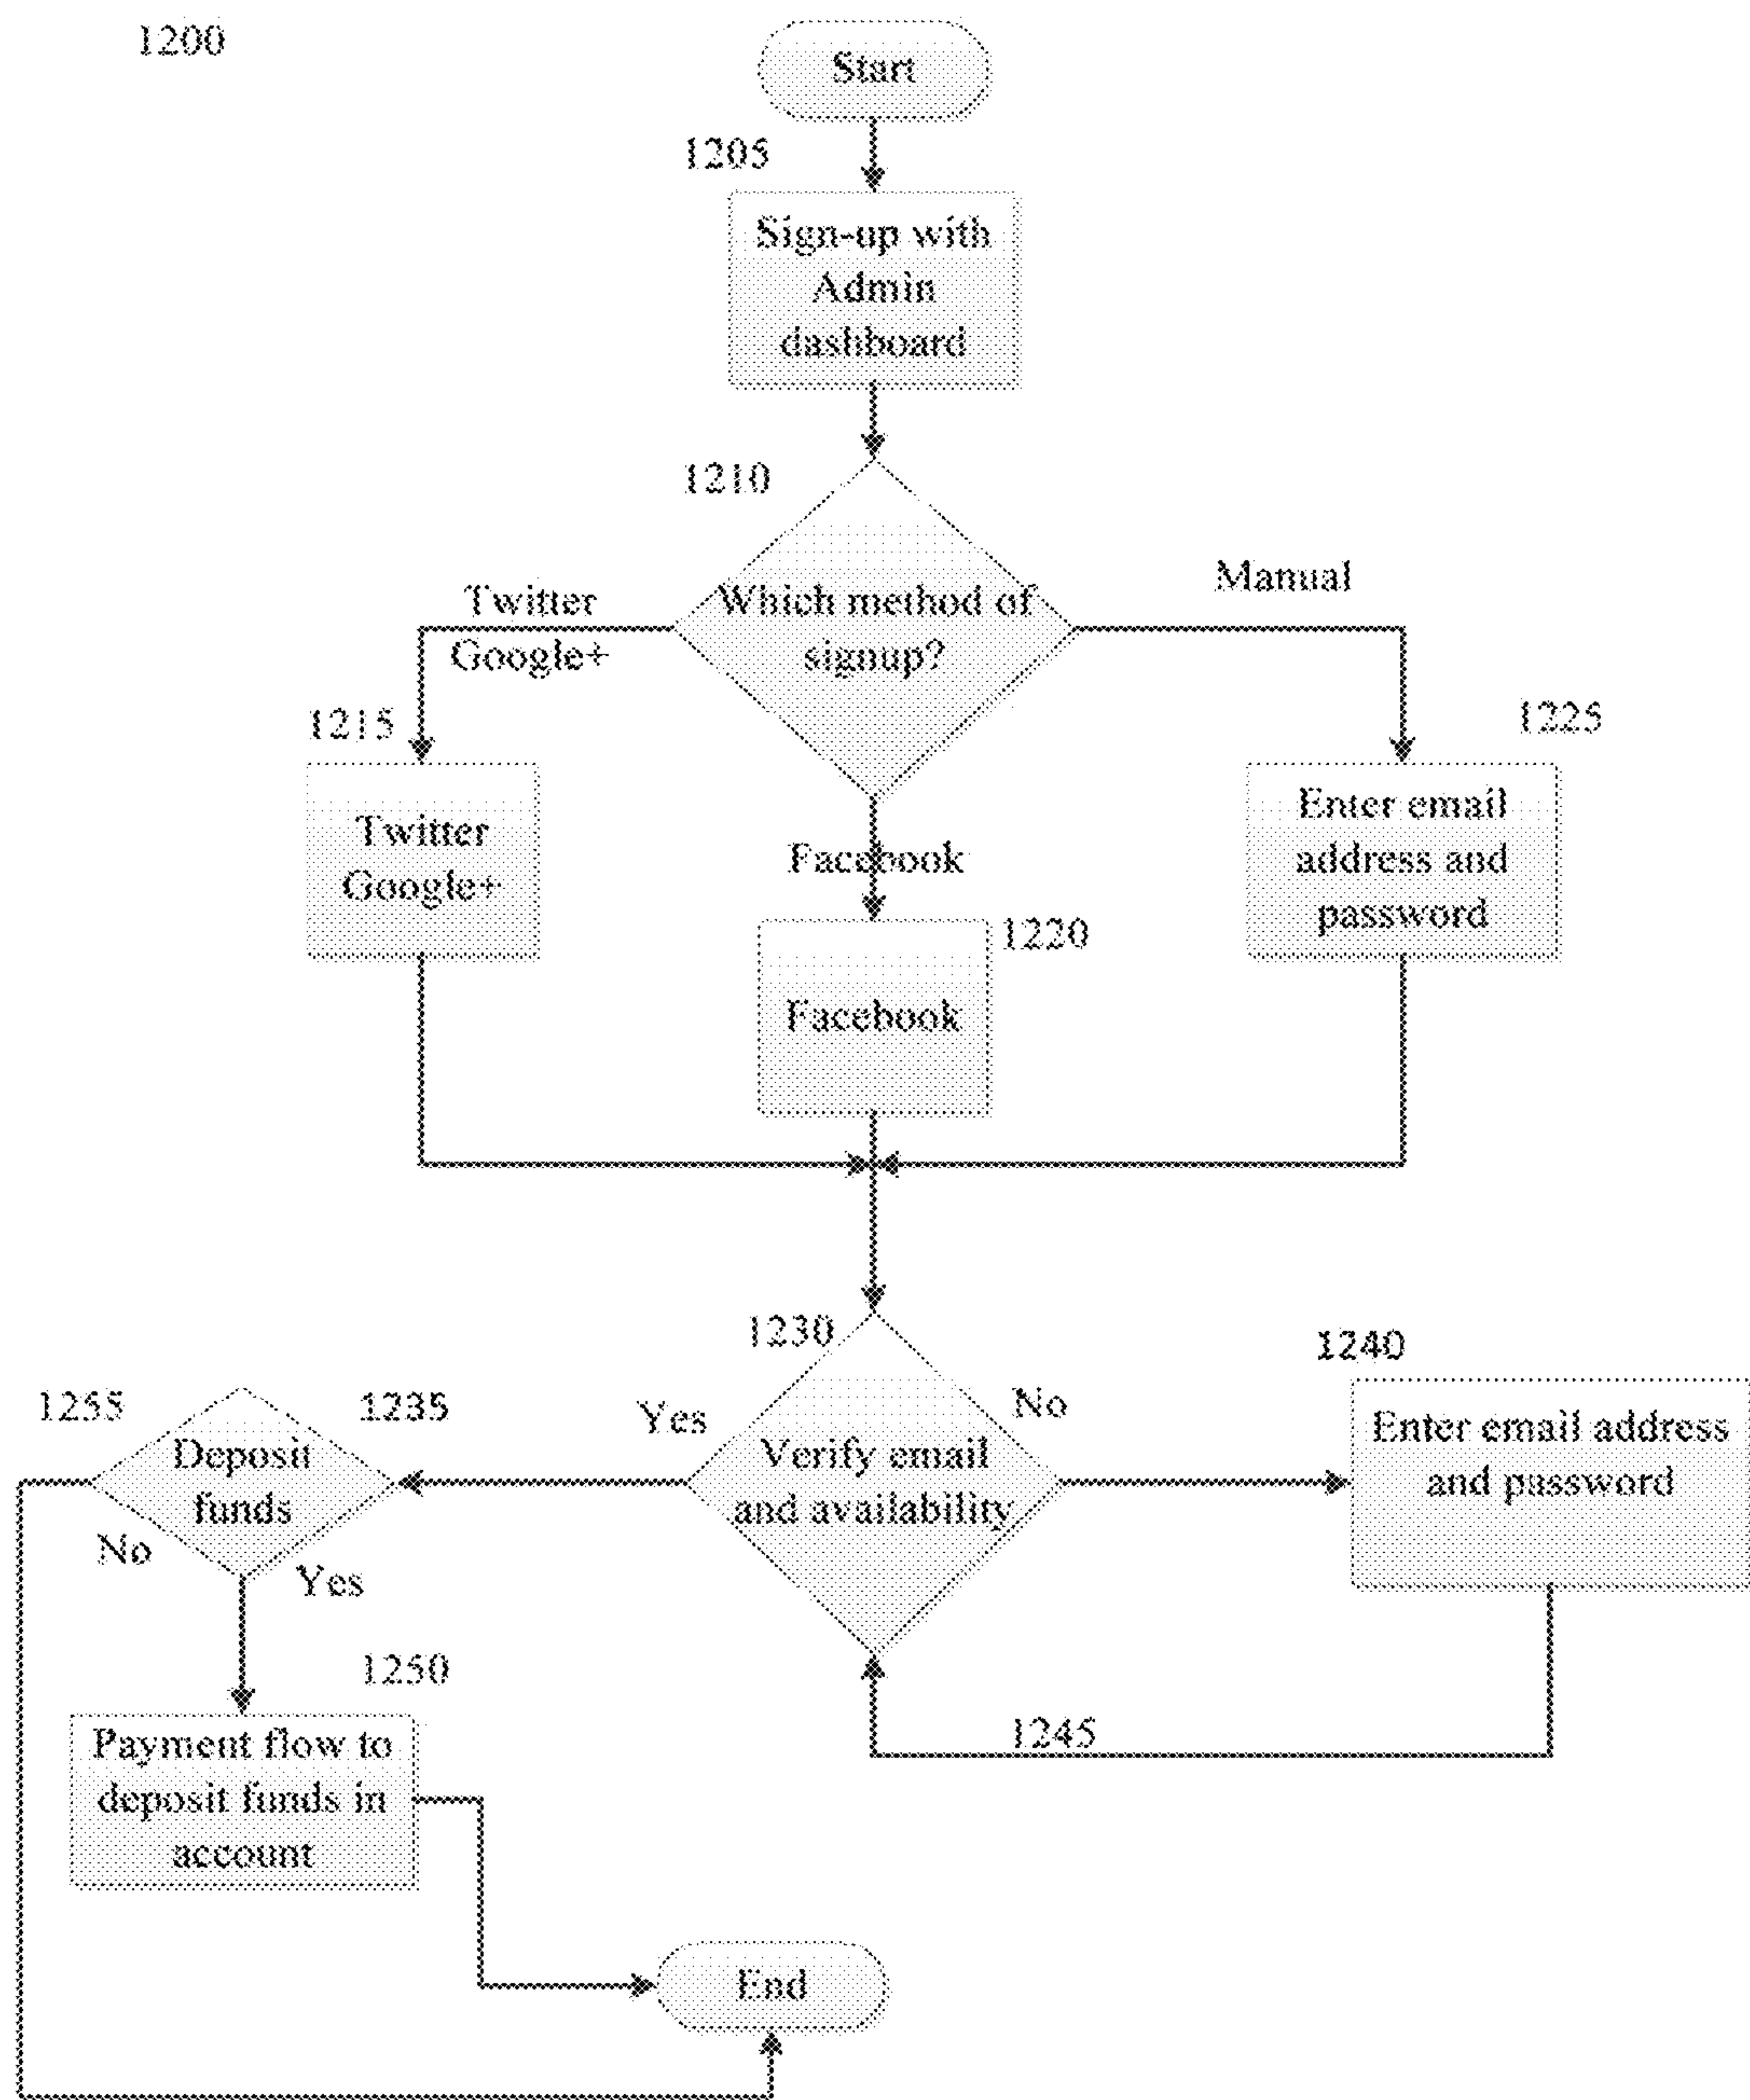 1200
Start
1205
Sign-up with
Admin
dashboard
1210
Which method of
signup?
Twitter
Google+
Manual
1215
Twitter
Google+
Facebook
1220
Facebook
1225
Enter email
address and
password
1230
Verify email
and availability
Yes
No
1240
Enter email address
and password
1245
1255
1235
Deposit
funds
No
Yes
1250
Payment flow to
deposit funds in
account
End